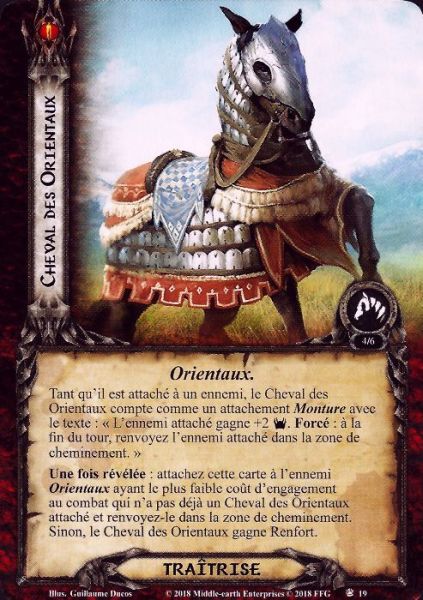 CHEVAL DES ORIENTAUX
4/6
Orientaux.
Tant qu'il est attaché à un ennemi, le Cheval des
Orientaux compte comme un attachement Monture avec
le texte : « L'ennemi attaché gagne +2 . Forcé : à la
fin du tour, renvoyez l'ennemi attaché dans la zone de
cheminement. »
Une fois révélée : attachez cette carte à l'ennemi
Orientaux ayant le plus faible coût d'engagement
au combat qui n'a pas déjà un Cheval des Orientaux
attaché et renvoyez-le dans la zone de cheminement.
Sinon, le Cheval des Orientaux gagne Renfort.
TRAÎTRISE
Illus. Guillaume Ducos © 2018 Middle-earth Enterprises © 2018 FFG 19